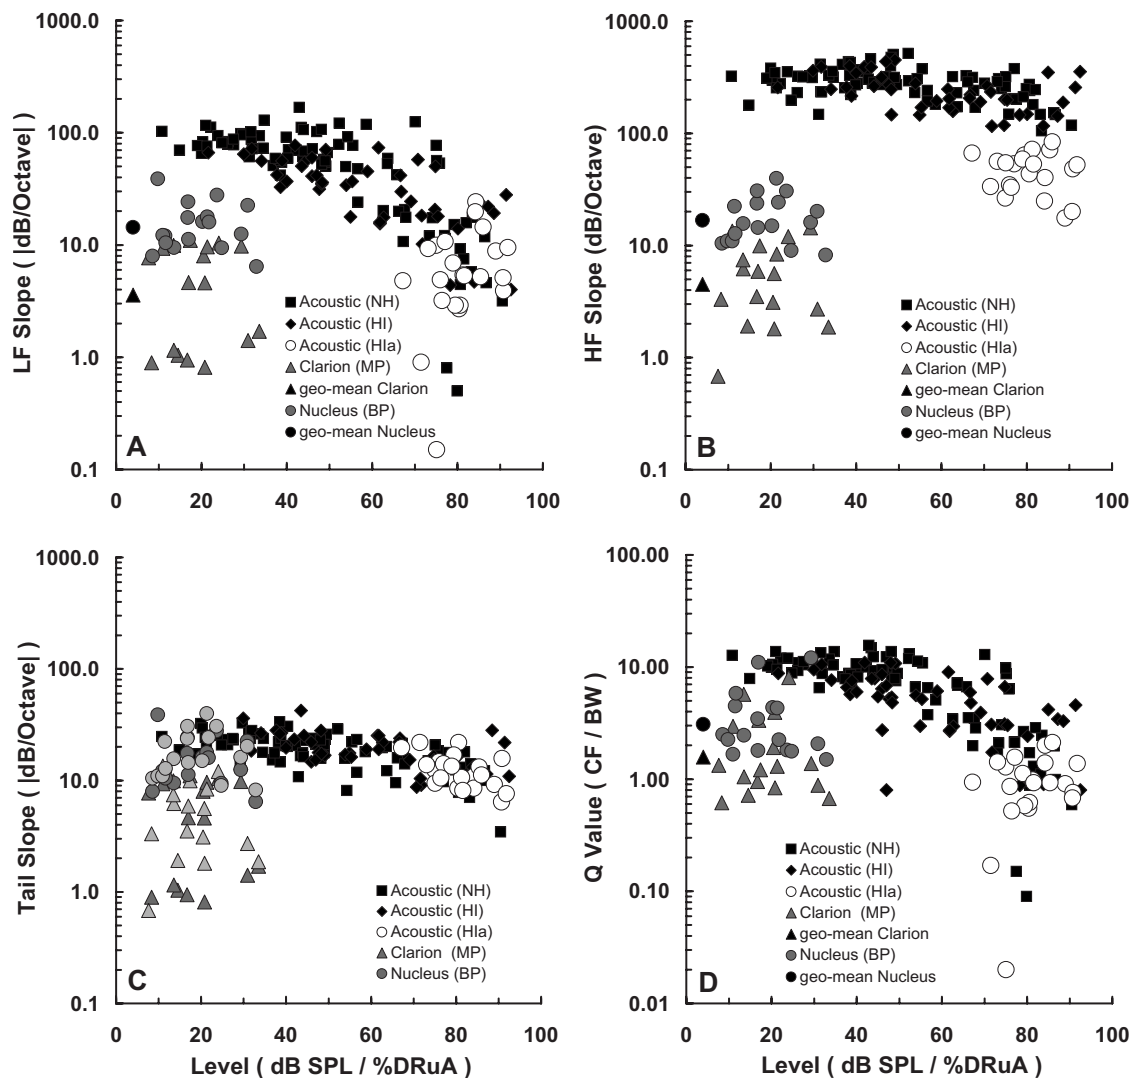 1000.0
100.0
10.0
1.0
0.1
LF Slope ( |dB/Octave| )
A
Acoustic (NH)
Acoustic (HI)
Acoustic (HIa)
Clarion (MP)
geo-mean Clarion
Nucleus (BP)
geo-mean Nucleus
0 20 40 60 80 100
1000.0
100.0
10.0
1.0
0.1
HF Slope (dB/Octave)
B
Acoustic (NH)
Acoustic (HI)
Acoustic (HIa)
Clarion (MP)
geo-mean Clarion
Nucleus (BP)
geo-mean Nucleus
0 20 40 60 80 100
1000.0
100.0
10.0
1.0
0.1
Tail Slope ( |dB/Octave| )
C
Acoustic (NH)
Acoustic (HI)
Acoustic (HIa)
Clarion (MP)
Nucleus (BP)
0 20 40 60 80 100
Level ( dB SPL / %DRuA )
100.00
10.00
1.00
0.10
0.01
Q Value ( CF / BW )
D
Acoustic (NH)
Acoustic (HI)
Acoustic (HIa)
Clarion (MP)
geo-mean Clarion
Nucleus (BP)
geo-mean Nucleus
0 20 40 60 80 100
Level ( dB SPL / %DRuA )